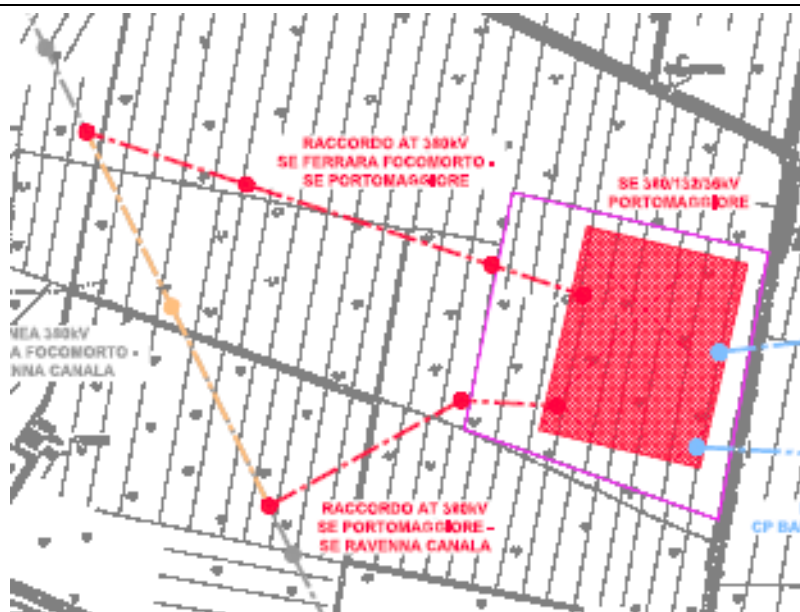 RACCORDO AT 380kV
SE FERRARA FOCOMORTO -
SE PORTOMAGGIORE
SE 380/132/36kV
PORTOMAGGIORE
NEA 380kV
A FOCOMORTO -
NNA CANALA
RACCORDO AT 380kV
SE PORTOMAGGIORE -
SE RAVENNA CANALA
CP BA